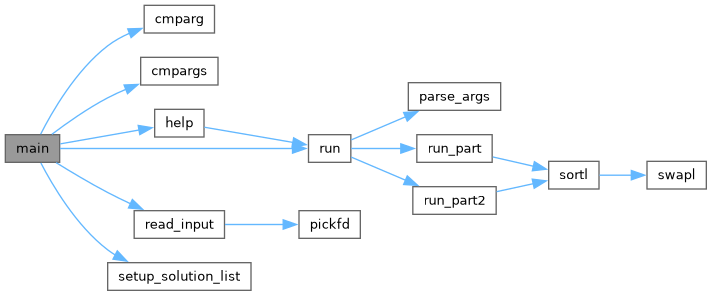 cmparg
cmpargs
help
main
run
read_input
pickfd
setup_solution_list
parse_args
run_part
run_part2
sortl
swapl